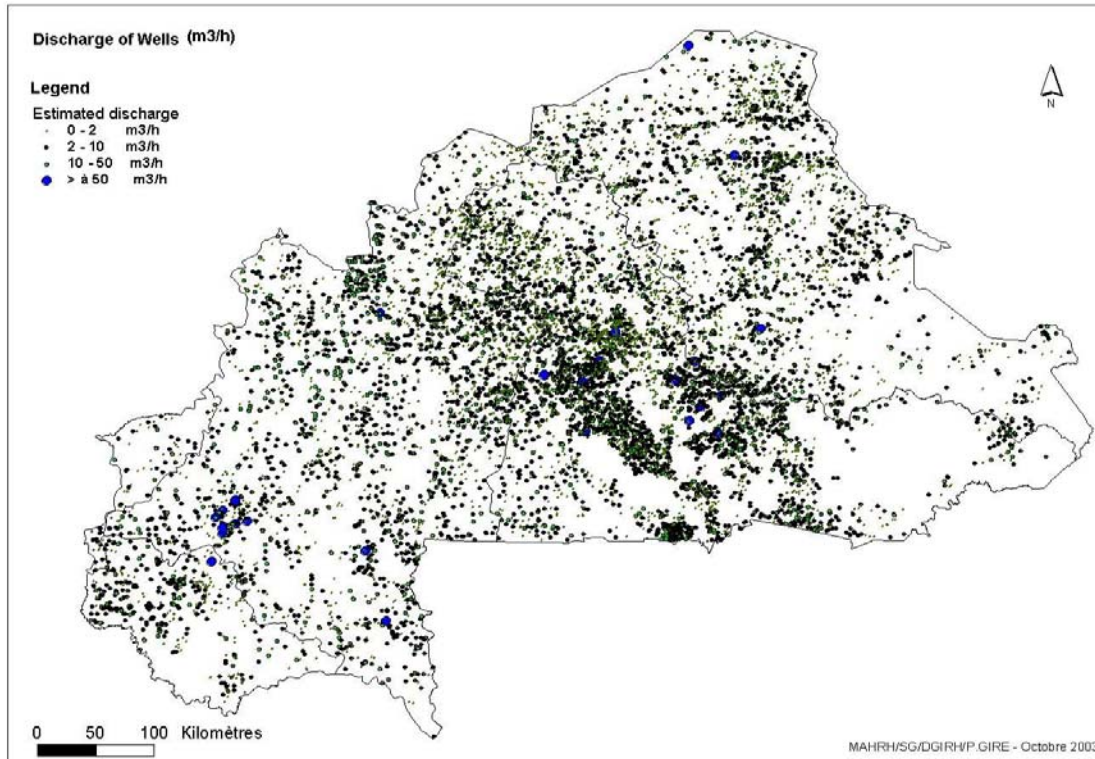 Discharge of Wells (m3/h)
Legend
Estimated discharge
0 - 2 m3/h
2 - 10 m3/h
10 - 50 m3/h
> à 50 m3/h
N
0 50 100 Kilomètres
MAHRH/SG/DGIRH/P.GIRE - Octobre 2003